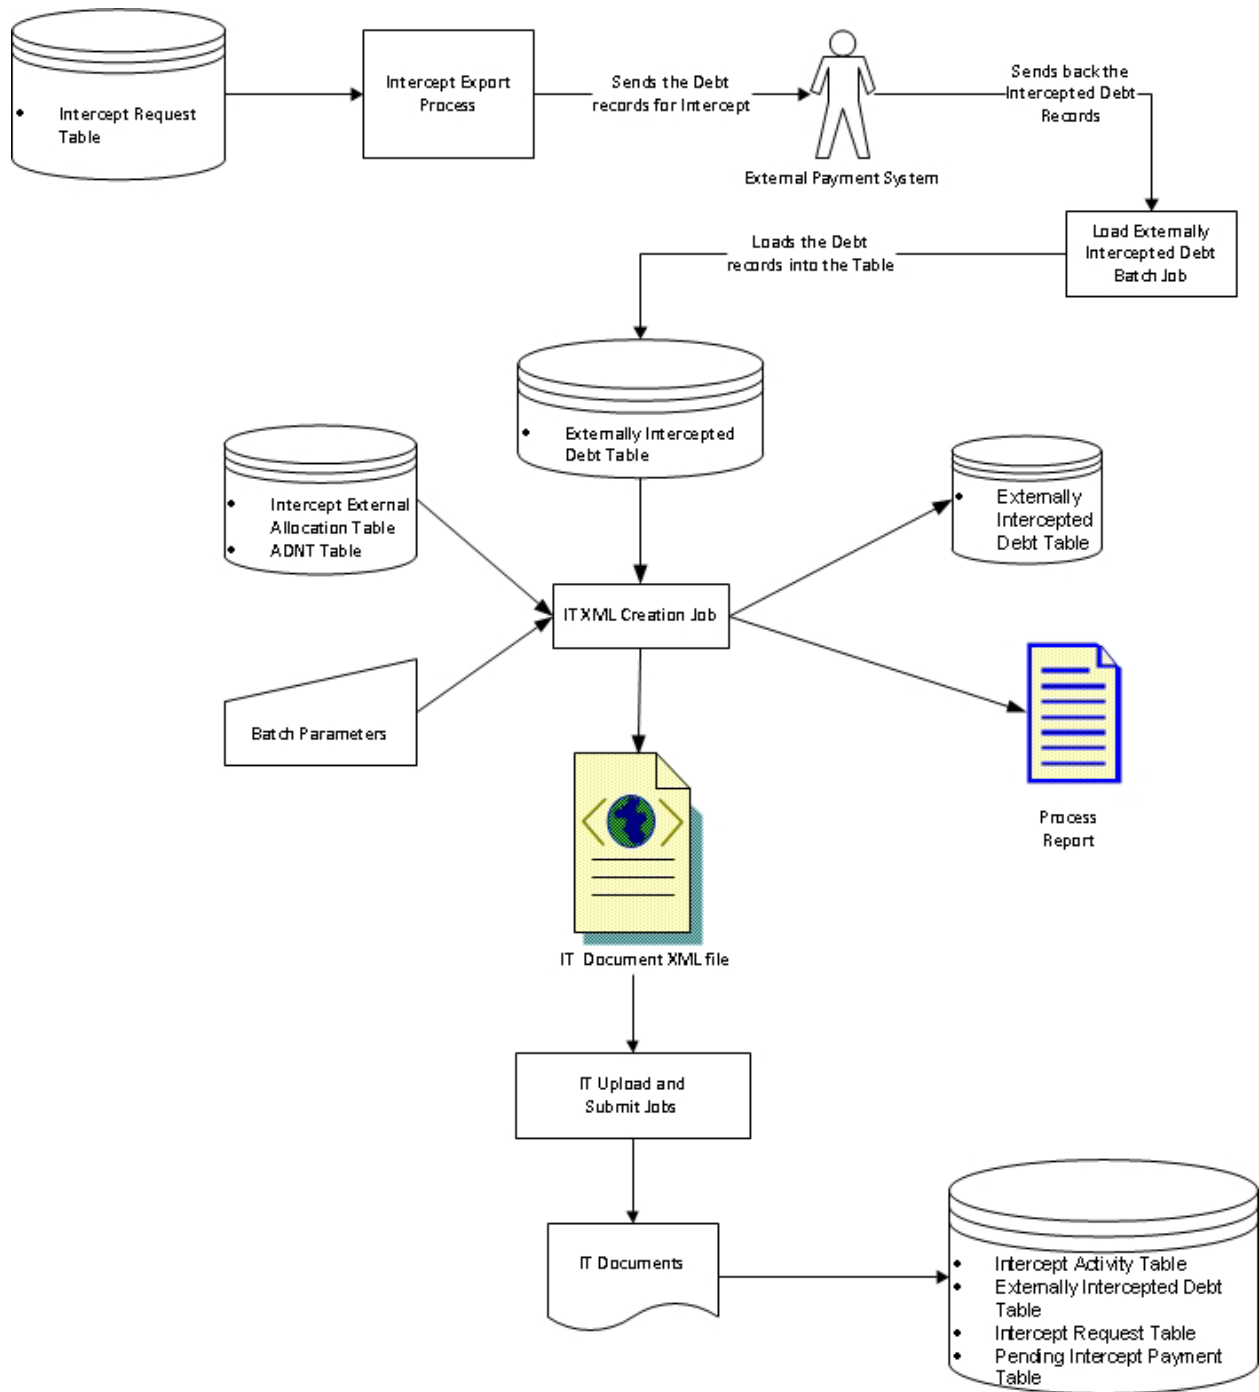 • Intercept Request
Table
Intercept Export
Process
Sends the Debt
records for Intercept
External Payment System
Sends back the
Intercepted Debt
Records
Load Externally
Intercepted Debt
Batch Job
Loads the Debt
records into the Table
• Externally Intercepted
Debt Table
• Intercept External
Allocation Table
• ADNT Table
• Externally
Intercepted
Debt Table
IT XML Creation Job
Batch Parameters
Process
Report
IT Document XML file
IT Upload and
Submit Jobs
IT Documents
• Intercept Activity Table
• Externally Intercepted Debt
Table
• Intercept Request Table
• Pending Intercept Payment
Table